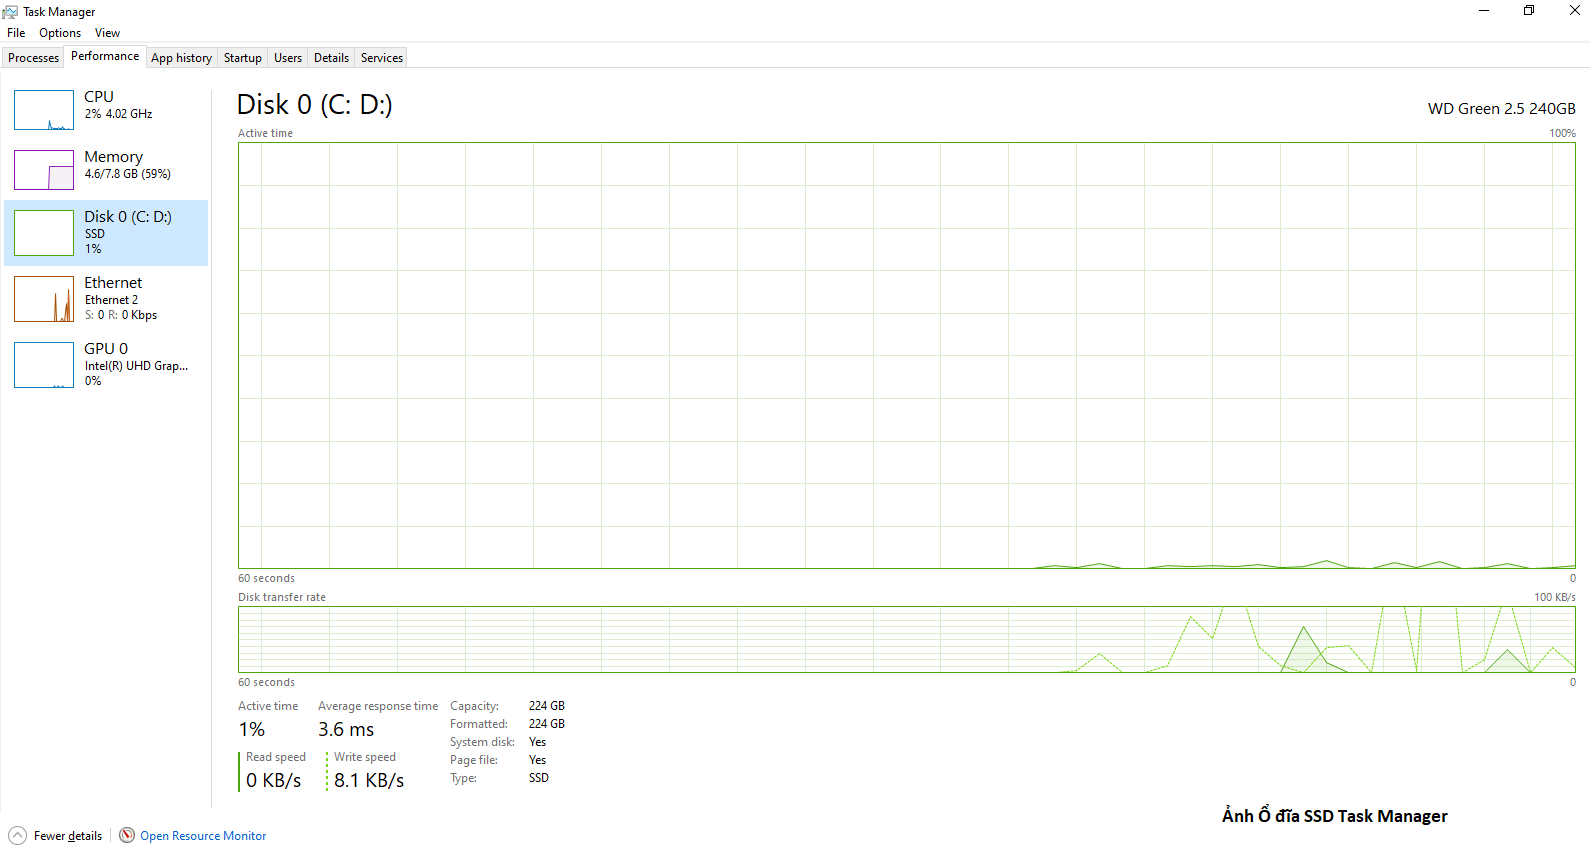 Task Manager
File Options View
Processes Performance App history Startup Users Details Services
CPU
2% 4.02 GHz
Memory
4.6/7.8 GB (59%)
Disk 0 (C: D:)
SSD
1%
Ethernet
Ethernet 2
S: 0 R: 0 Kbps
GPU 0
Intel(R) UHD Grap...
0%
Disk 0 (C: D:)
WD Green 2.5 240GB
Active time 100%
60 seconds 0
Disk transfer rate 100 KB/s
60 seconds 0
Active time
1%
Average response time
3.6 ms
Read speed
0 KB/s
Write speed
8.1 KB/s
Capacity: 224 GB
Formatted: 224 GB
System disk: Yes
Page file: Yes
Type: SSD
Ảnh Ổ đĩa SSD Task Manager
Fewer details Open Resource Monitor